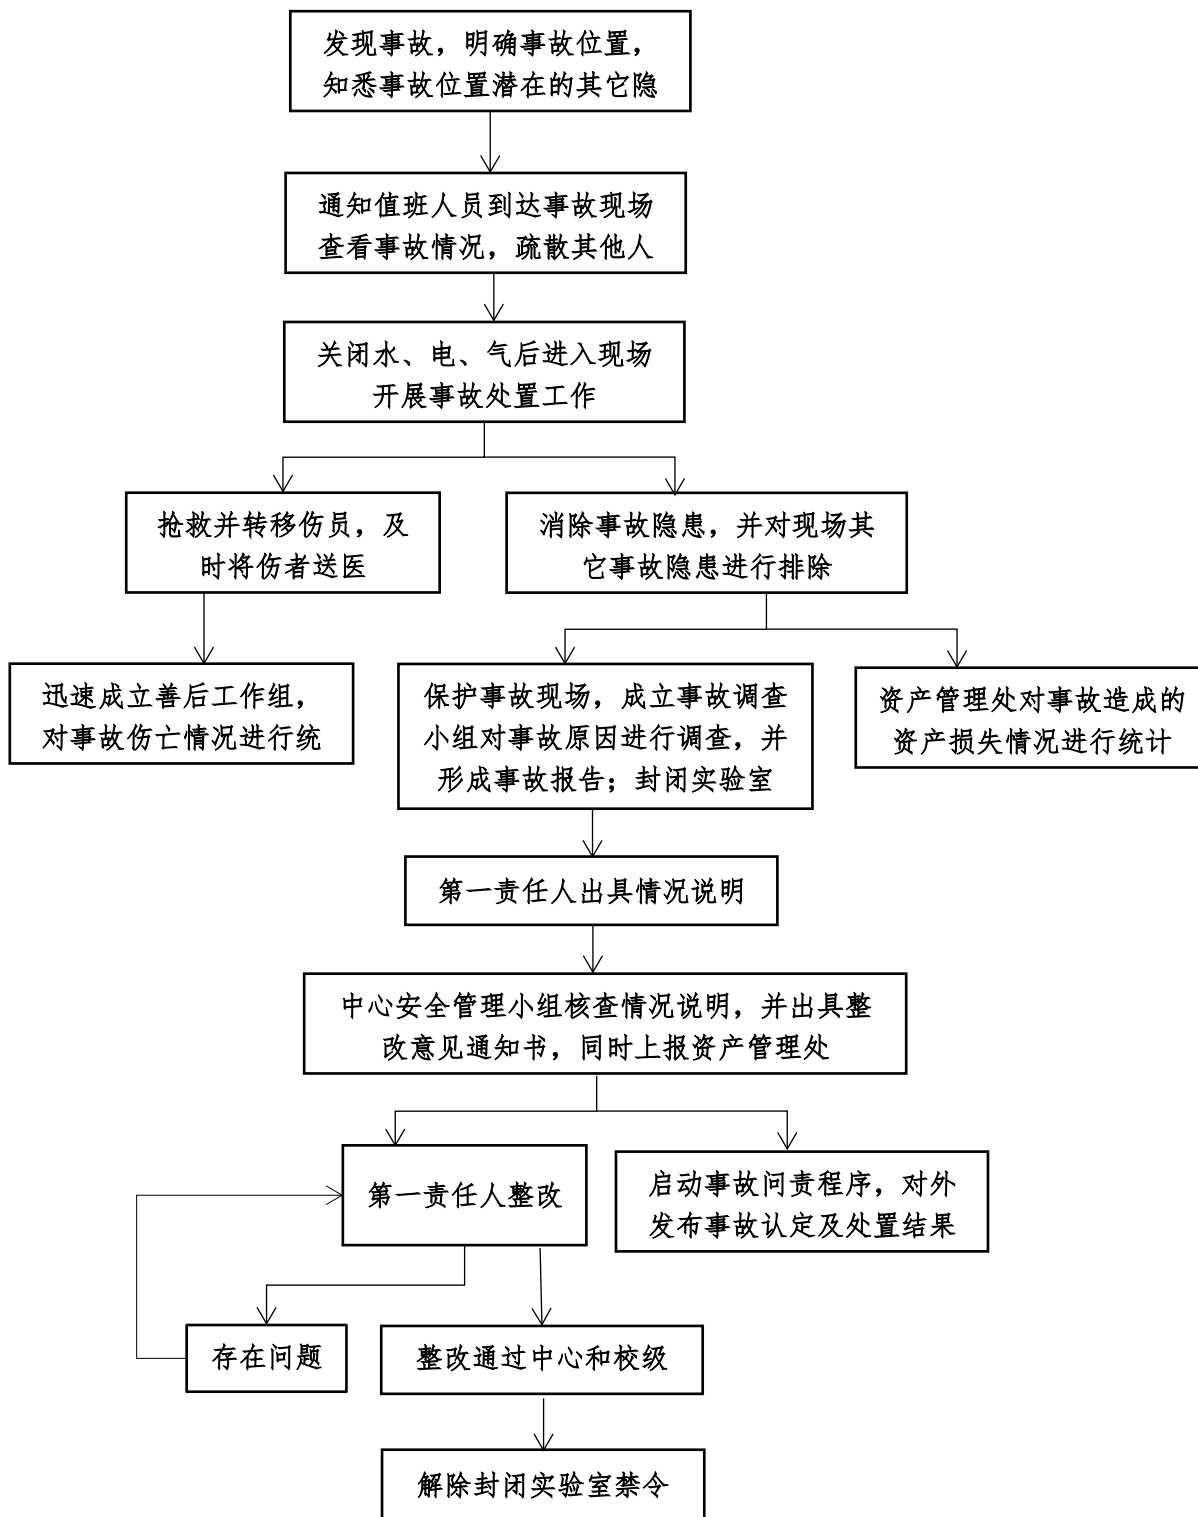 发现事故，明确事故位置，
知悉事故位置潜在的其它隐
通知值班人员到达事故现场
查看事故情况，疏散其他人
关闭水、电、气后进入现场
开展事故处置工作
抢救并转移伤员，及
时将伤者送医
消除事故隐患，并对现场其
它事故隐患进行排除
迅速成立善后工作组，
对事故伤亡情况进行统
保护事故现场，成立事故调查
小组对事故原因进行调查，并
形成事故报告；封闭实验室
资产管理处对事故造成的
资产损失情况进行统计
第一责任人出具情况说明
中心安全管理小组核查情况说明，并出具整
改意见通知书，同时上报资产管理处
第一责任人整改
启动事故问责程序，对外
发布事故认定及处置结果
存在问题
整改通过中心和校级
解除封闭实验室禁令